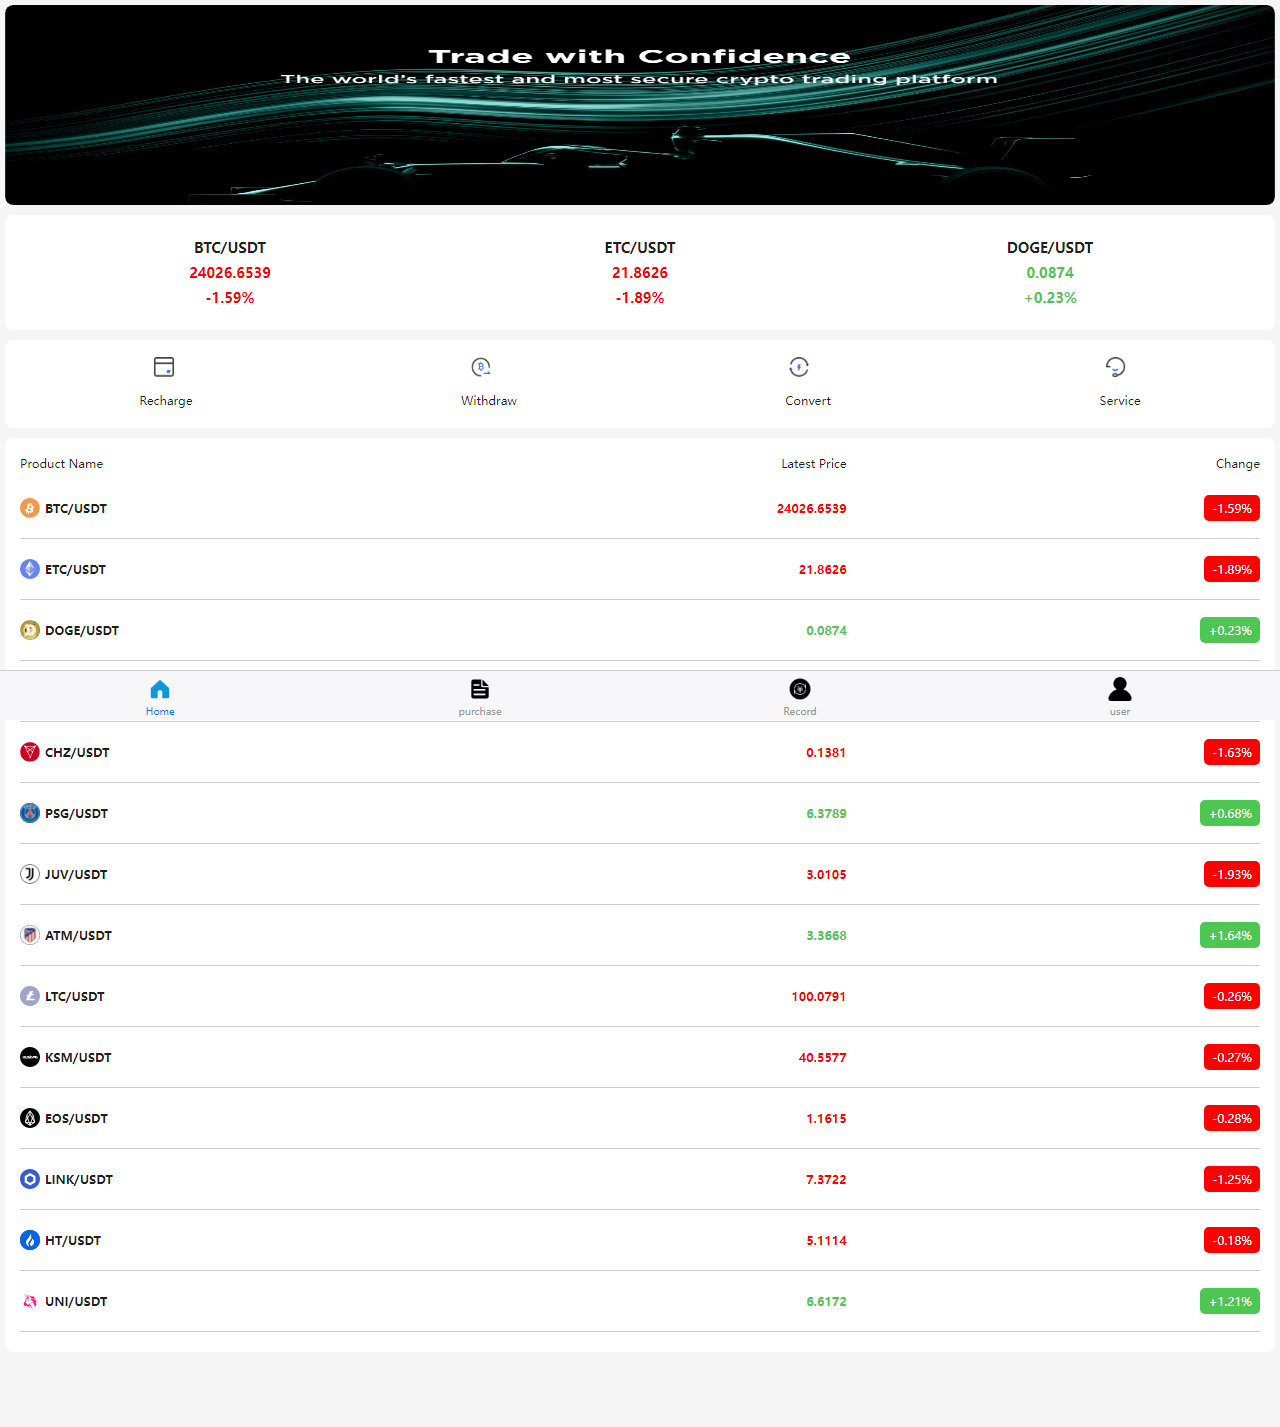 Trade with Confidence
The world's fastest and most secure crypto trading platform
BTC/USDT ETC/USDT DOGE/USDT
24026.6539 21.8626 0.0874
-1.59% -1.89% +0.23%
Recharge Withdraw Convert Service
Product Name Latest Price Change
BTC/USDT 24026.6539 -1.59%
ETC/USDT 21.8626 -1.89%
DOGE/USDT 0.0874 +0.23%
Home purchase Record user
CHZ/USDT 0.1381 -1.63%
PSG/USDT 6.3789 +0.68%
JUV/USDT 3.0105 -1.93%
ATM/USDT 3.3668 +1.64%
LTC/USDT 100.0791 -0.26%
KSM/USDT 40.5577 -0.27%
EOS/USDT 1.1615 -0.28%
LINK/USDT 7.3722 -1.25%
HT/USDT 5.1114 -0.18%
UNI/USDT 6.6172 +1.21%